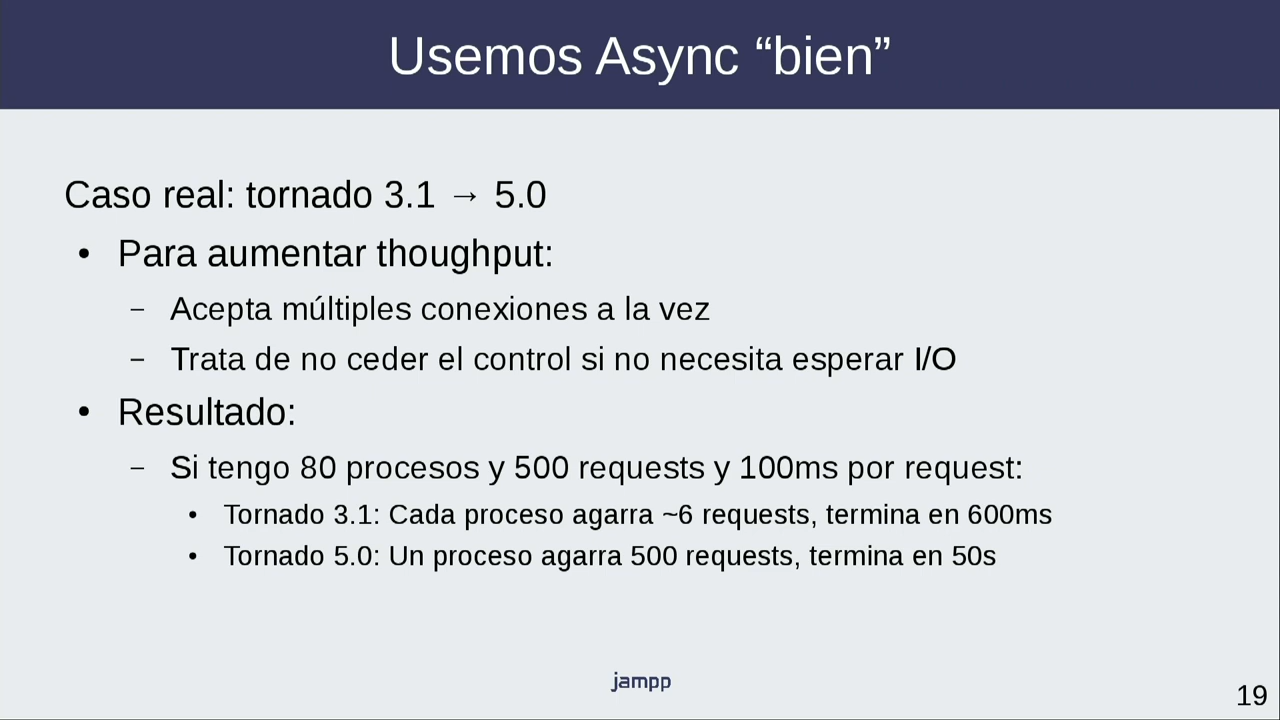 Usemos Async “bien”
Caso real: tornado 3.1 → 5.0
• Para aumentar thoughput:
– Acepta múltiples conexiones a la vez
– Trata de no ceder el control si no necesita esperar I/O
• Resultado:
– Si tengo 80 procesos y 500 requests y 100ms por request:
• Tornado 3.1: Cada proceso agarra ~6 requests, termina en 600ms
• Tornado 5.0: Un proceso agarra 500 requests, termina en 50s
jampp
19